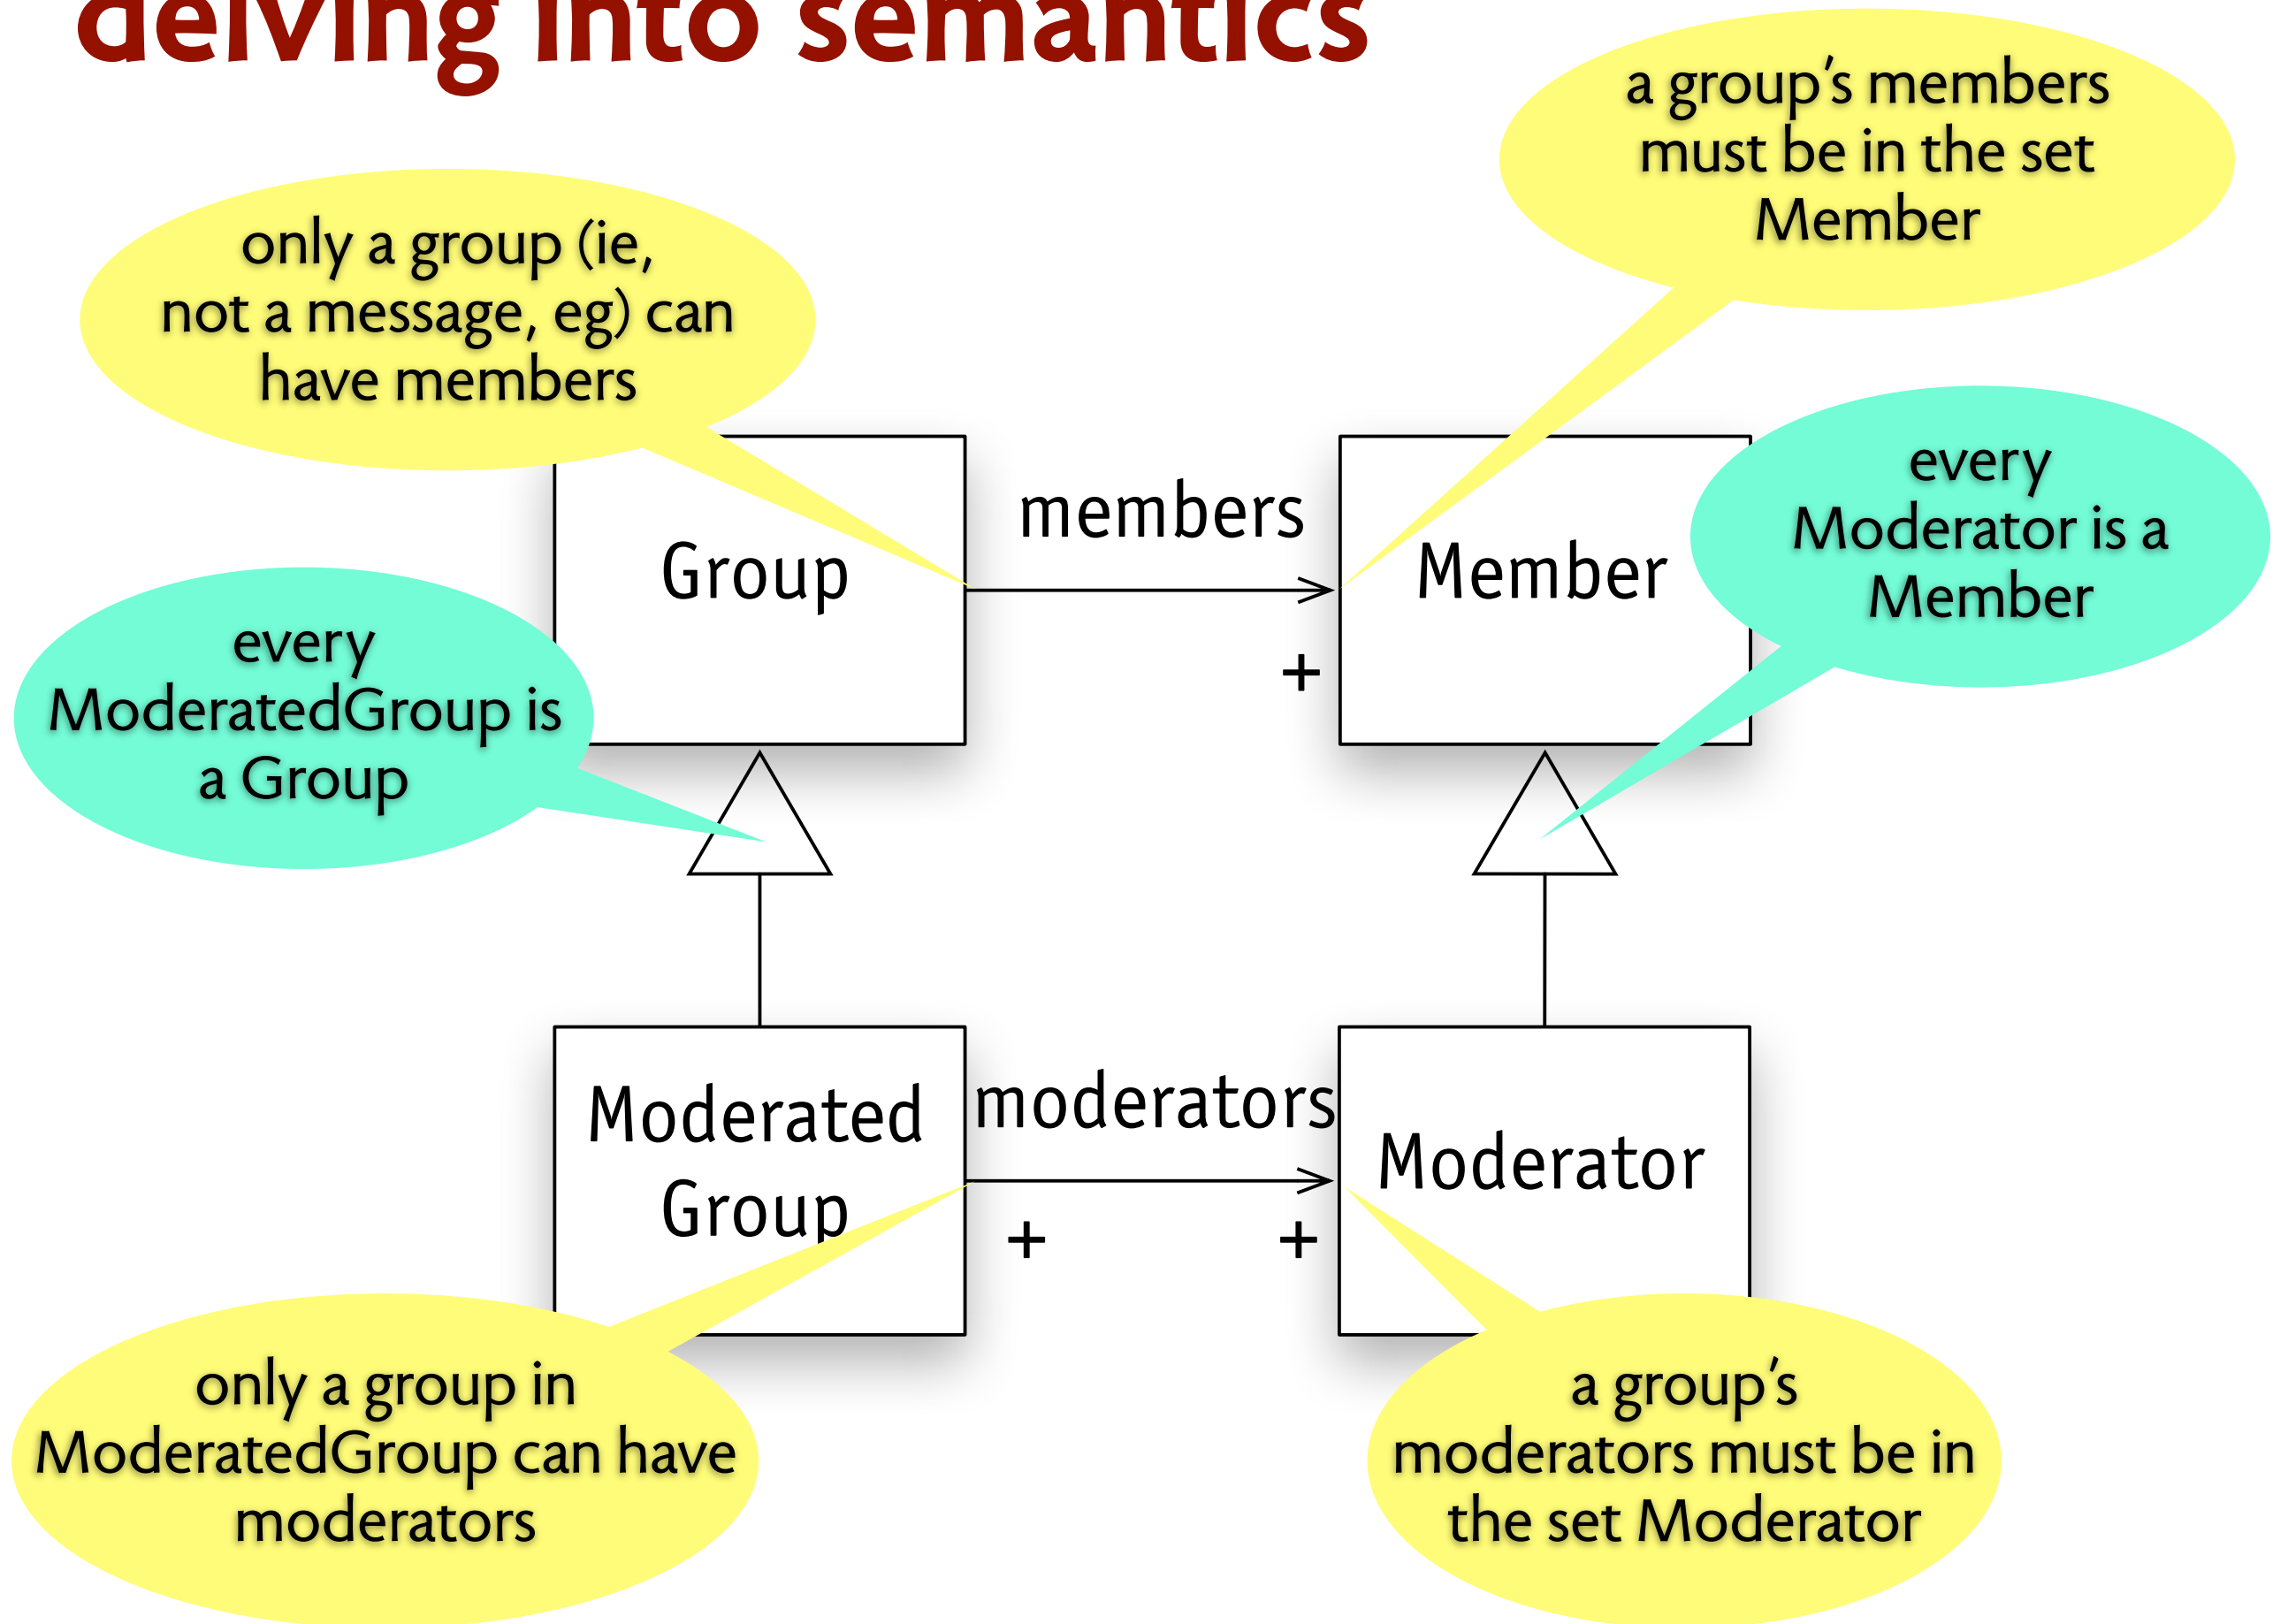 delving into semantics
a group's members
must be in the set
Member
only a group (ie,
not a message, eg) can
have members
every
Moderator is a
Member
members
Group
Member
+
every
ModeratedGroup is
a Group
Moderated
Group
moderators
Moderator
+ +
only a group in
ModeratedGroup can have
moderators
a group's
moderators must be in
the set Moderator